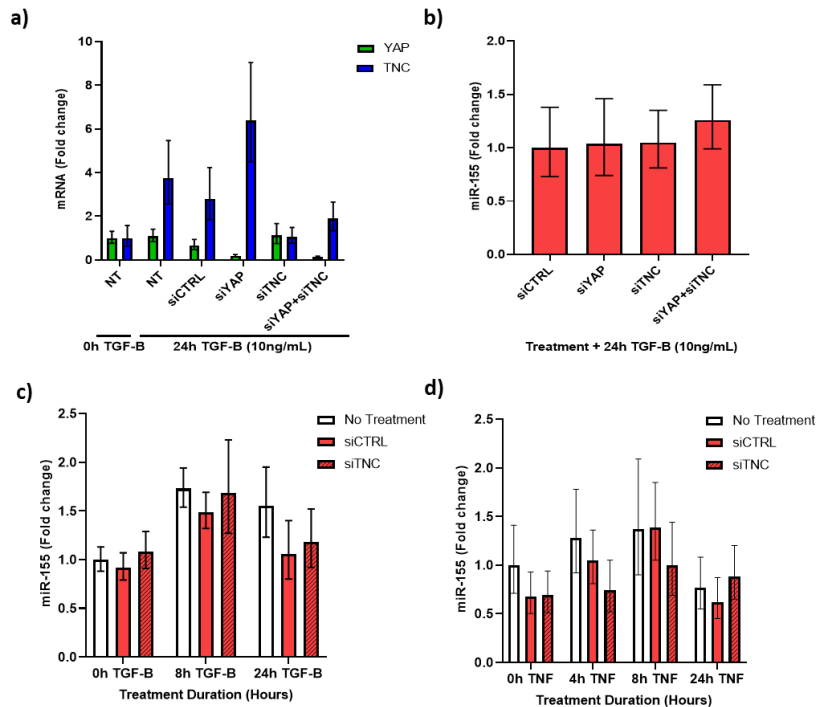 a)
YAP
TNC
mRNA (Fold change)
10
8
6
4
2
0
NT
NT
siCTRL
siYAP
siTNC
siYAP+siTNC
0h TGF-B
24h TGF-B (10ng/mL)
b)
miR-155 (Fold change)
2.0
1.5
1.0
0.5
0.0
siCTRL
siYAP
siTNC
siYAP+siTNC
Treatment + 24h TGF-B (10ng/mL)
c)
No Treatment
siCTRL
siTNC
miR-155 (Fold change)
2.5
2.0
1.5
1.0
0.5
0.0
0h TGF-B
8h TGF-B
24h TGF-B
Treatment Duration (Hours)
d)
No Treatment
siCTRL
siTNC
miR-155 (Fold change)
2.5
2.0
1.5
1.0
0.5
0.0
0h TNF
4h TNF
8h TNF
24h TNF
Treatment Duration (Hours)